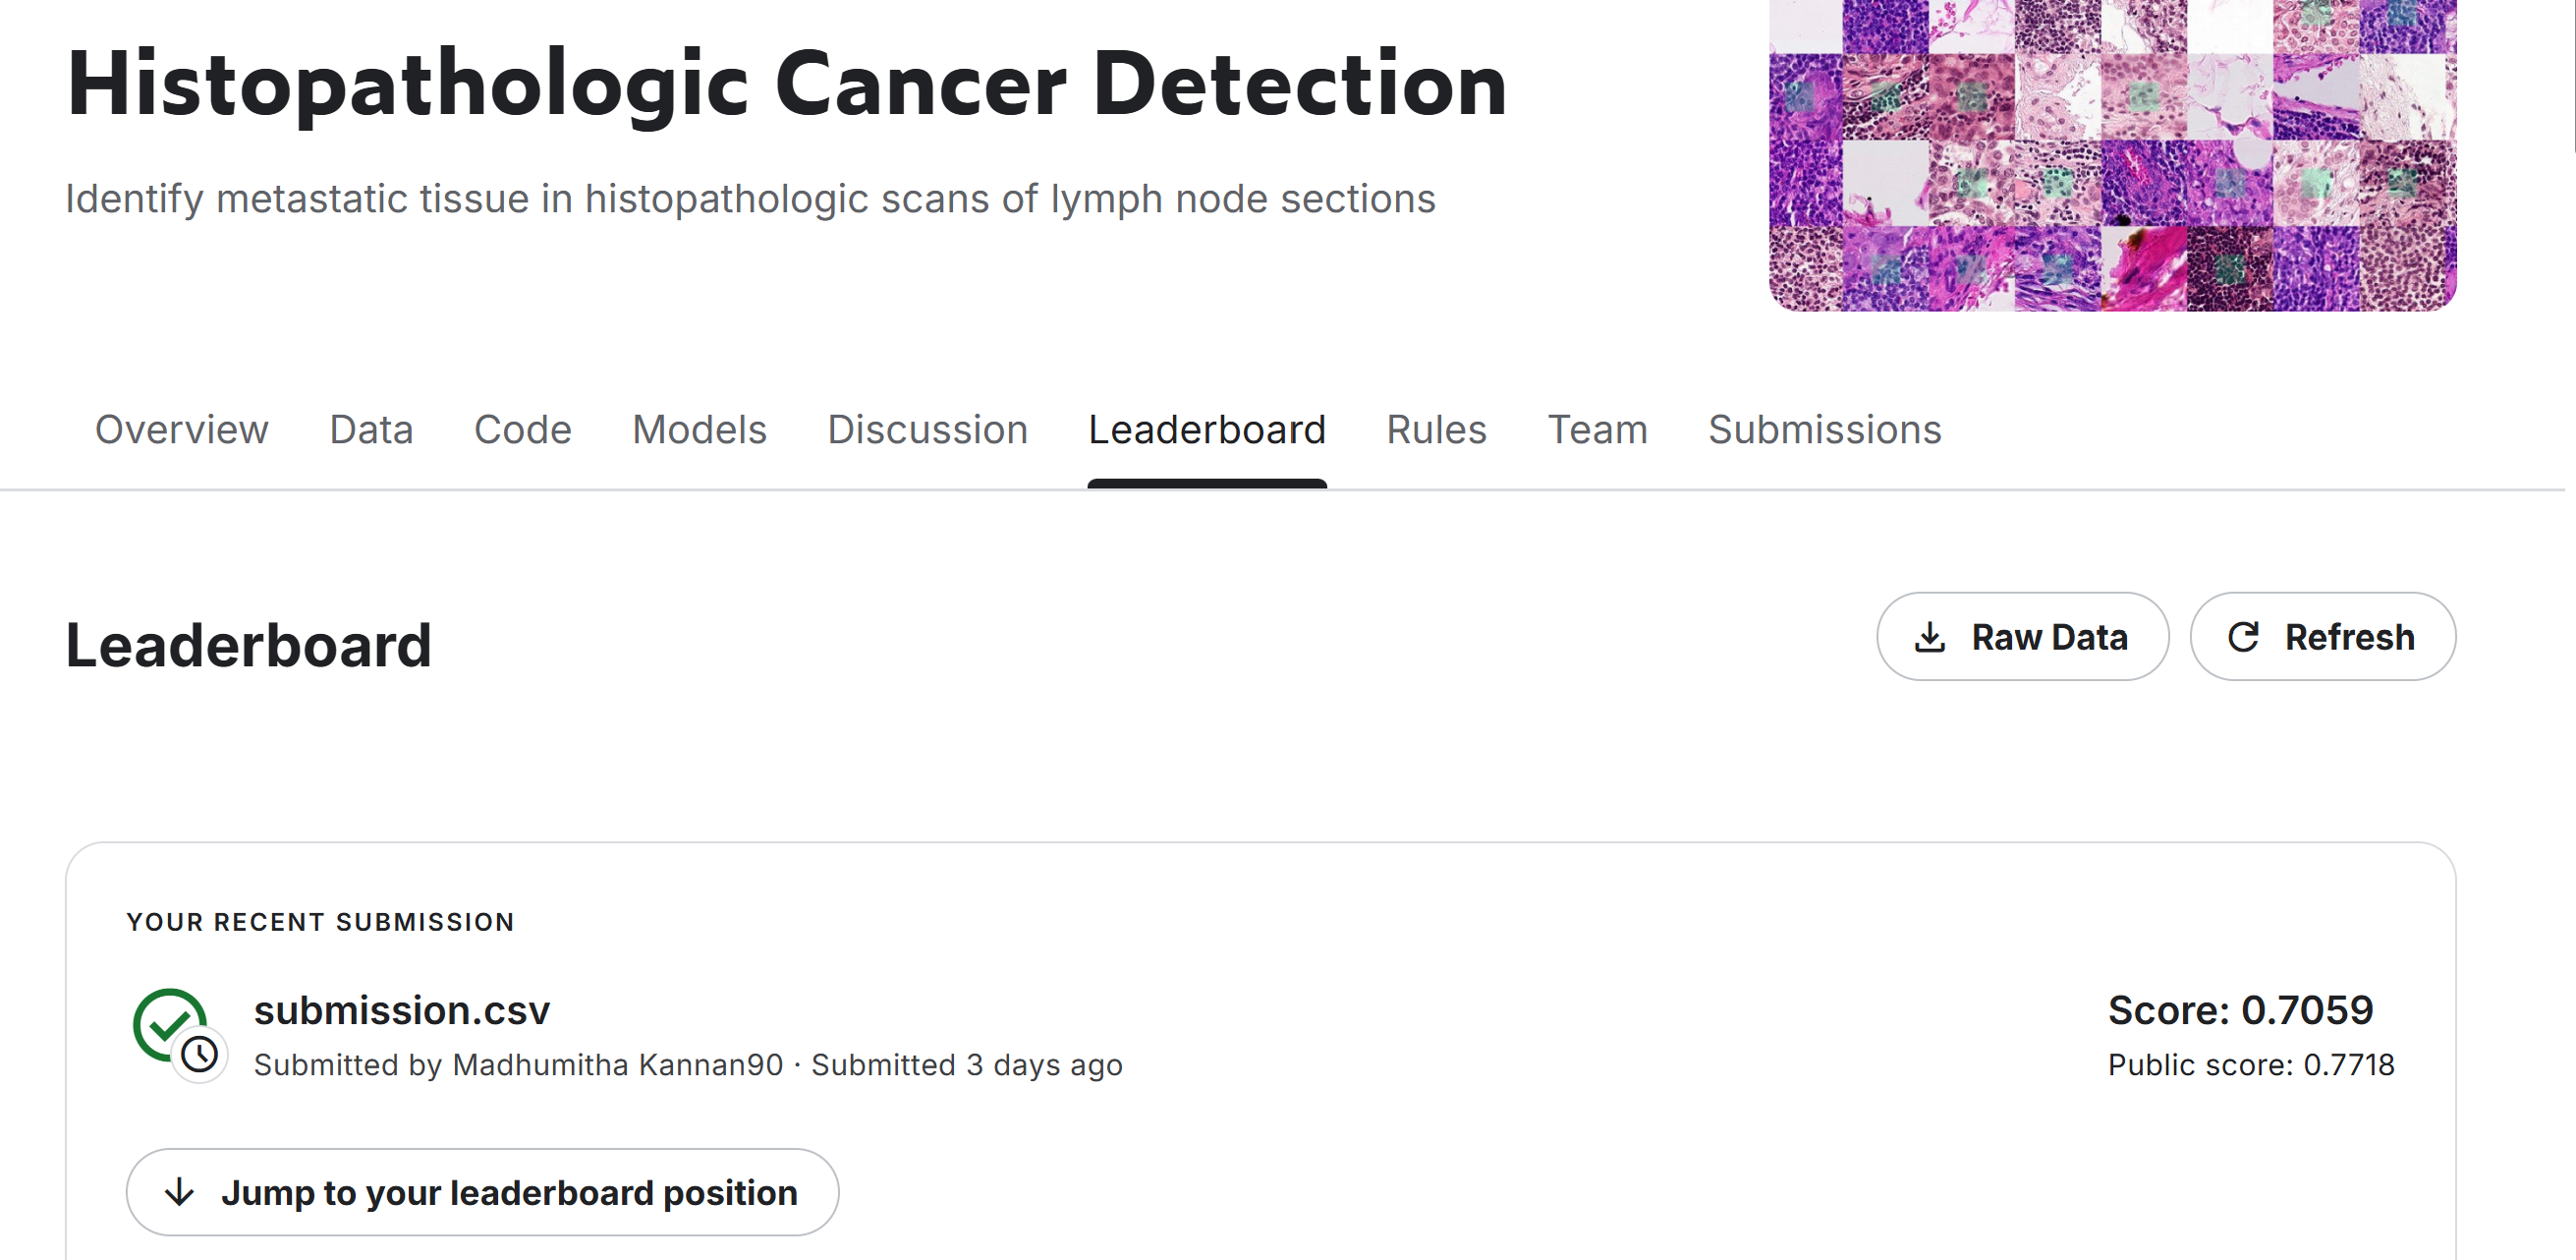 Histopathologic Cancer Detection
Identify metastatic tissue in histopathologic scans of lymph node sections
Overview Data Code Models Discussion Leaderboard Rules Team Submissions
Leaderboard
Raw Data Refresh
YOUR RECENT SUBMISSION
submission.csv Score: 0.7059
Submitted by Madhumitha Kannan90 · Submitted 3 days ago Public score: 0.7718
Jump to your leaderboard position